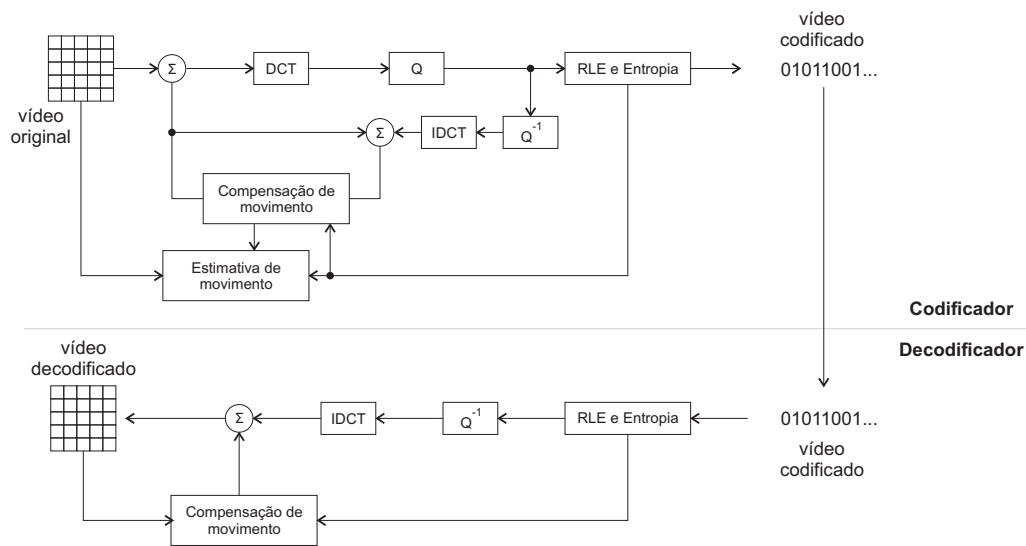 vídeo
codificado
01011001...
vídeo
original
Σ
DCT
Q
RLE e Entropia
Σ
IDCT
Q⁻¹
Compensação de
movimento
Estimativa de
movimento
Codificador
Decodificador
vídeo
decodificado
Σ
IDCT
Q⁻¹
RLE e Entropia
01011001...
vídeo
codificado
Compensação de
movimento